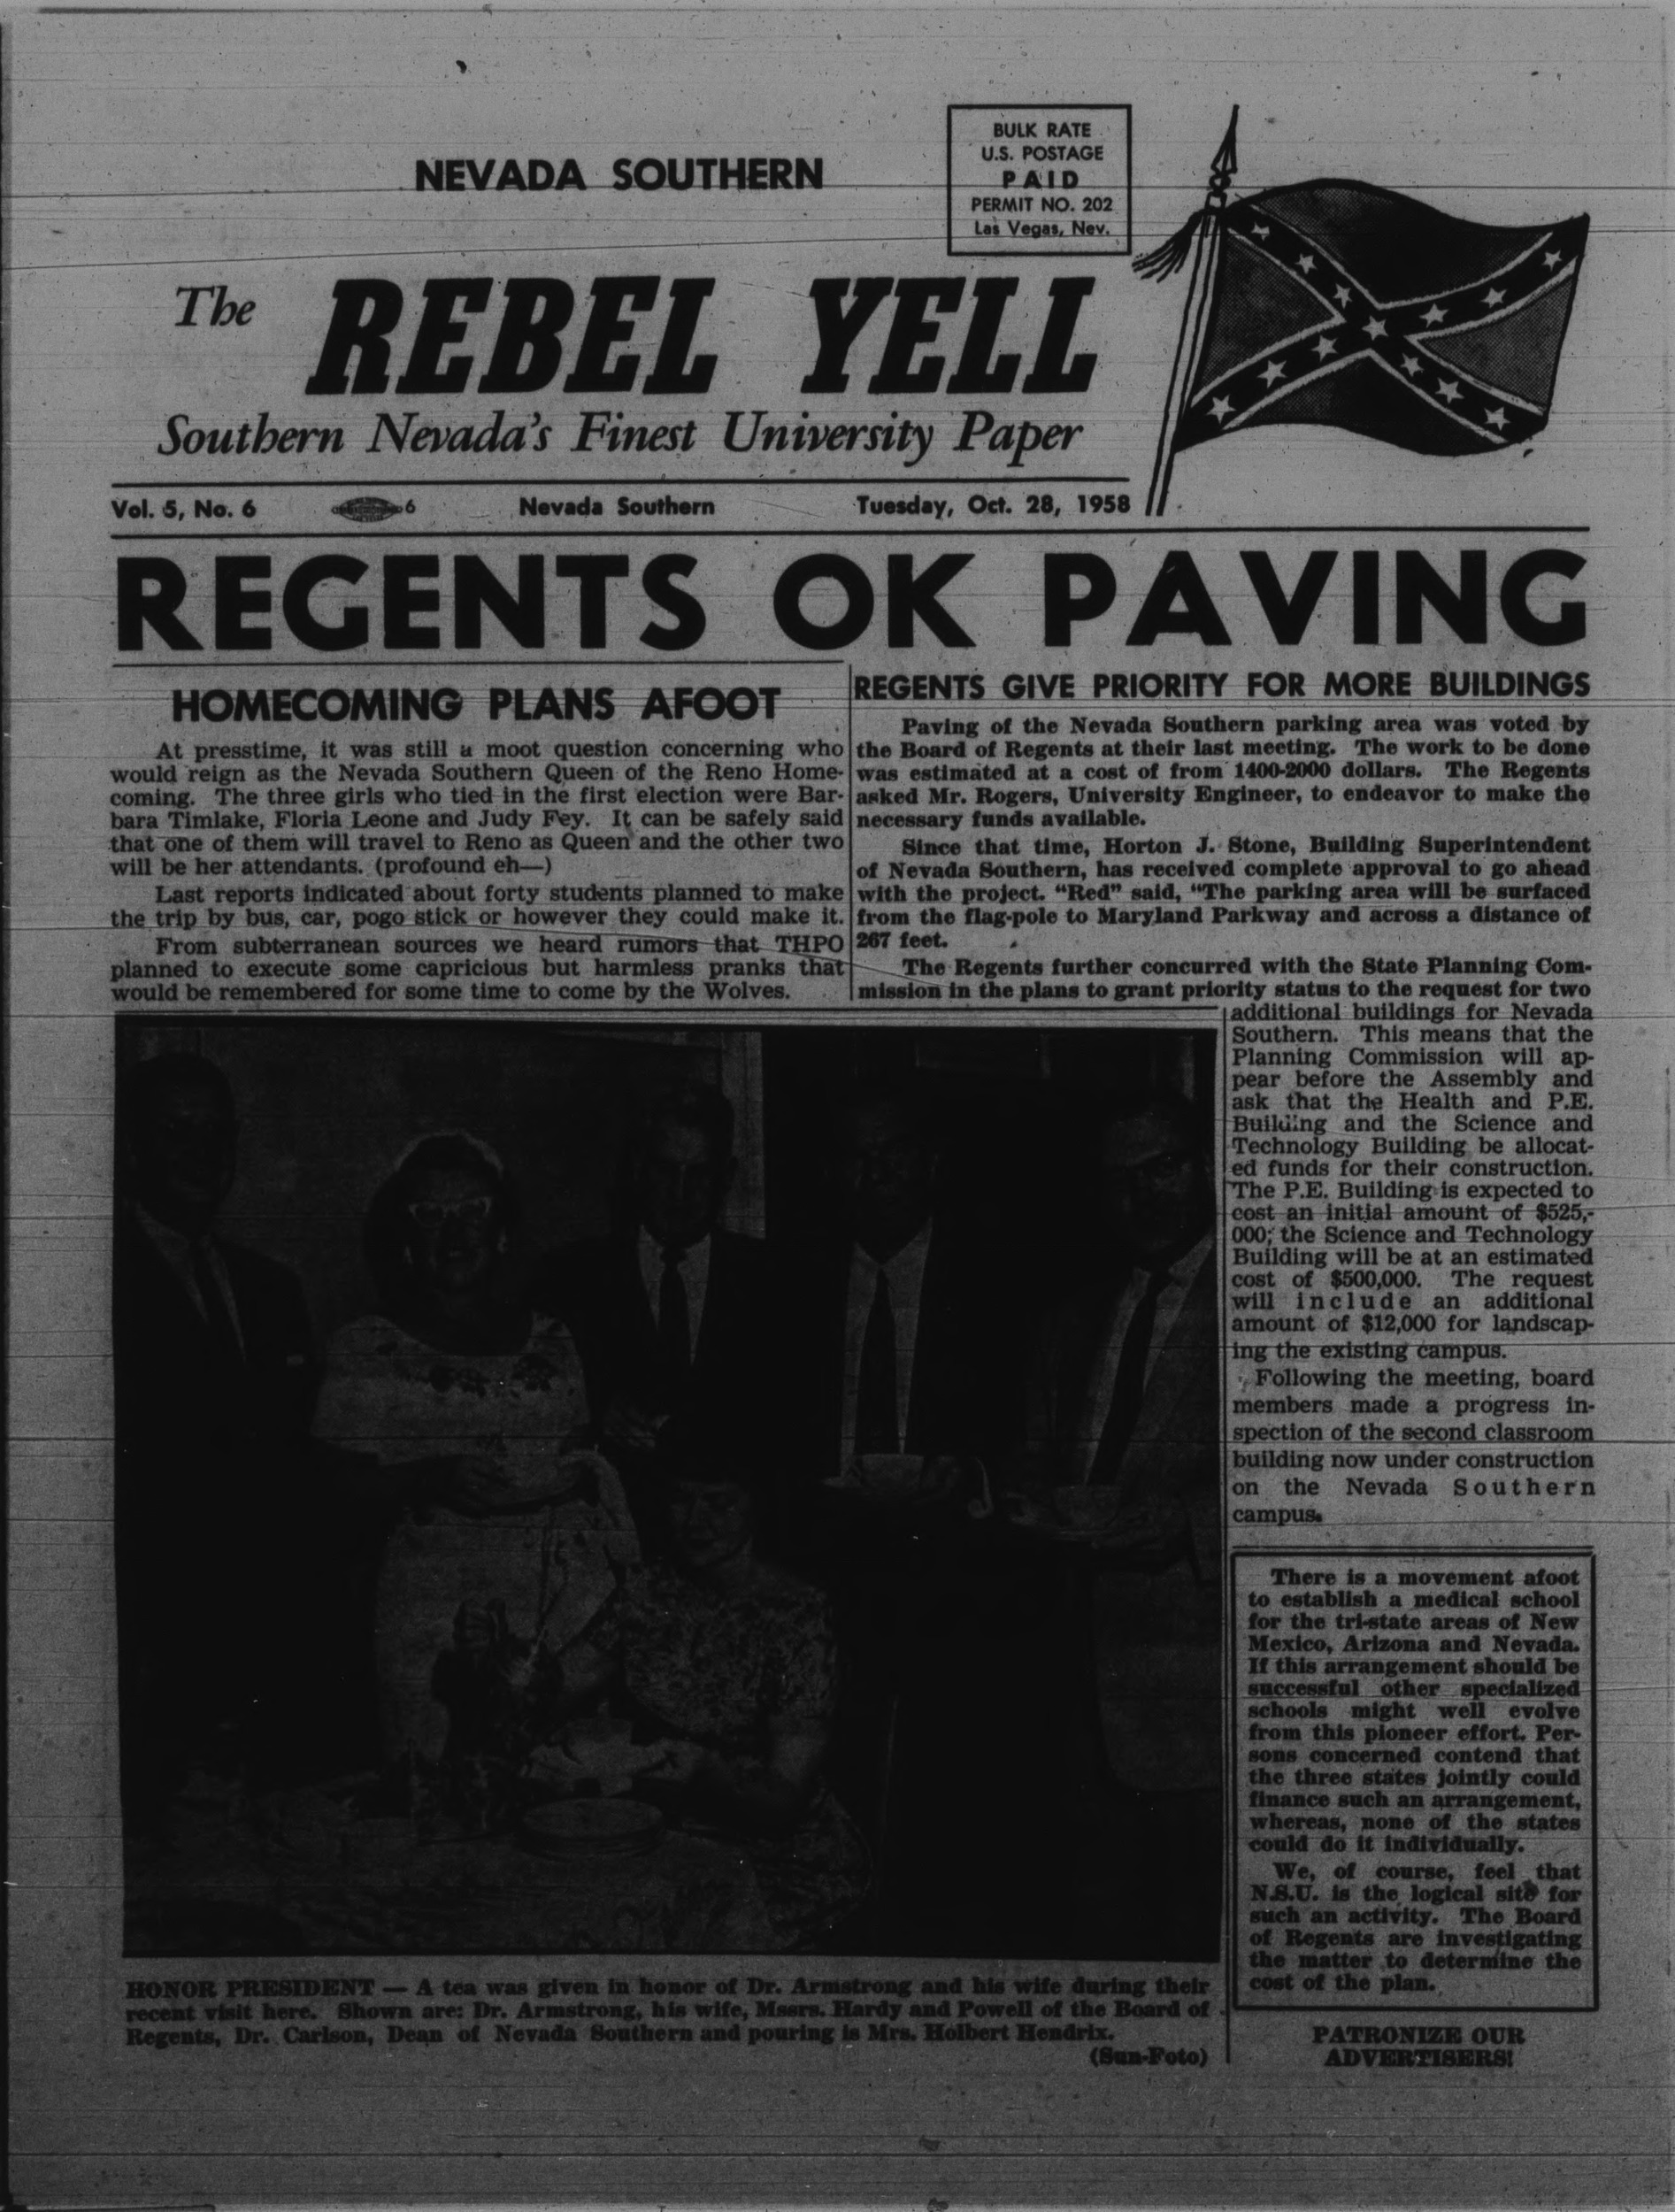 NEVADA SOUTHERN
BULK RATE
U.S. POSTAGE
PAID
PERMIT NO. 202
Las Vegas, Nev.
The REBEL YELL
Southern Nevada's Finest University Paper
Vol. 5, No. 6 6 Nevada Southern Tuesday, Oct. 28, 1958
REGENTS OK PAVING
HOMECOMING PLANS AFOOT
At presstime, it was still a moot question concerning who
would reign as the Nevada Southern Queen of the Reno Home-
coming. The three girls who tied in the first election were Bar-
bara Timlake, Floria Leone and Judy Fey. It can be safely said
that one of them will travel to Reno as Queen and the other two
will be her attendants. (profound eh—)
Last reports indicated about forty students planned to make
the trip by bus, car, pogo stick or however they could make it.
From subterranean sources we heard rumors that THPO
planned to execute some capricious but harmless pranks that
would be remembered for some time to come by the Wolves.
REGENTS GIVE PRIORITY FOR MORE BUILDINGS
Paving of the Nevada Southern parking area was voted by
the Board of Regents at their last meeting. The work to be done
was estimated at a cost of from 1400-2000 dollars. The Regents
asked Mr. Rogers, University Engineer, to endeavor to make the
necessary funds available.
Since that time, Horton J. Stone, Building Superintendent
of Nevada Southern, has received complete approval to go ahead
with the project. "Red" said, "The parking area will be surfaced
from the flag-pole to Maryland Parkway and across a distance of
267 feet.
The Regents further concurred with the State Planning Com-
mission in the plans to grant priority status to the request for two
additional buildings for Nevada
Southern. This means that the
Planning Commission will ap-
pear before the Assembly and
ask that the Health and P.E.
Building and the Science and
Technology Building be allocat-
ed funds for their construction.
The P.E. Building is expected to
cost an initial amount of $525,-
000; the Science and Technology
Building will be at an estimated
cost of $500,000. The request
will include an additional
amount of $12,000 for landscap-
ing the existing campus.
Following the meeting, board
members made a progress in-
spection of the second classroom
building now under construction
on the Nevada Southern
campus.
There is a movement afoot
to establish a medical school
for the tri-state areas of New
Mexico, Arizona and Nevada.
If this arrangement should be
successful other specialized
schools might well evolve
from this pioneer effort. Per-
sons concerned contend that
the three states jointly could
finance such an arrangement,
whereas, none of the states
could do it individually.
We, of course, feel that
N.S.U. is the logical site for
such an activity. The Board
of Regents are investigating
the matter to determine the
cost of the plan.
HONOR PRESIDENT — A tea was given in honor of Dr. Armstrong and his wife during their
recent visit here. Shown are: Dr. Armstrong, his wife, Mssrs. Hardy and Powell of the Board of
Regents, Dr. Carlson, Dean of Nevada Southern and pouring is Mrs. Holbert Hendrix.
(Sun-Foto)
PATRONIZE OUR
ADVERTISERS!